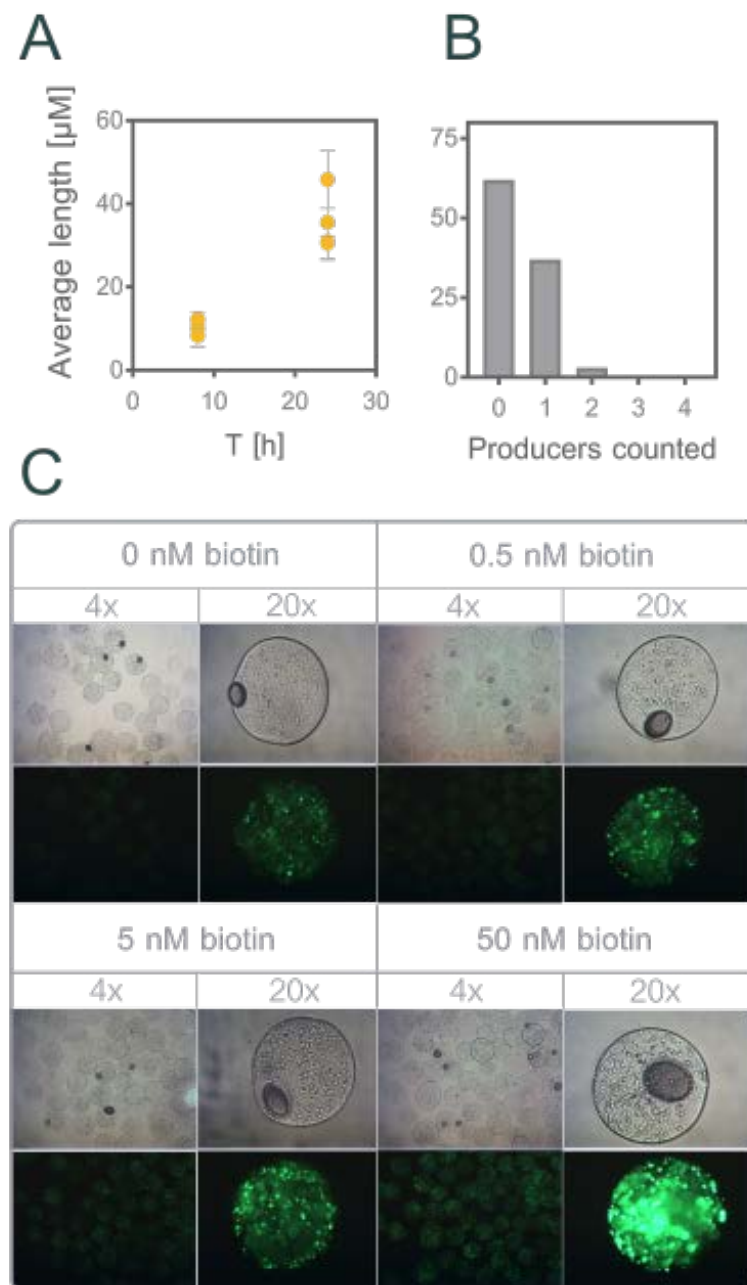 A
B
Average length [µM]
60
40
20
0
0
10
20
30
T [h]
75
50
25
0
0
1
2
3
4
Producers counted
C
0 nM biotin
0.5 nM biotin
4x
20x
4x
20x
5 nM biotin
50 nM biotin
4x
20x
4x
20x